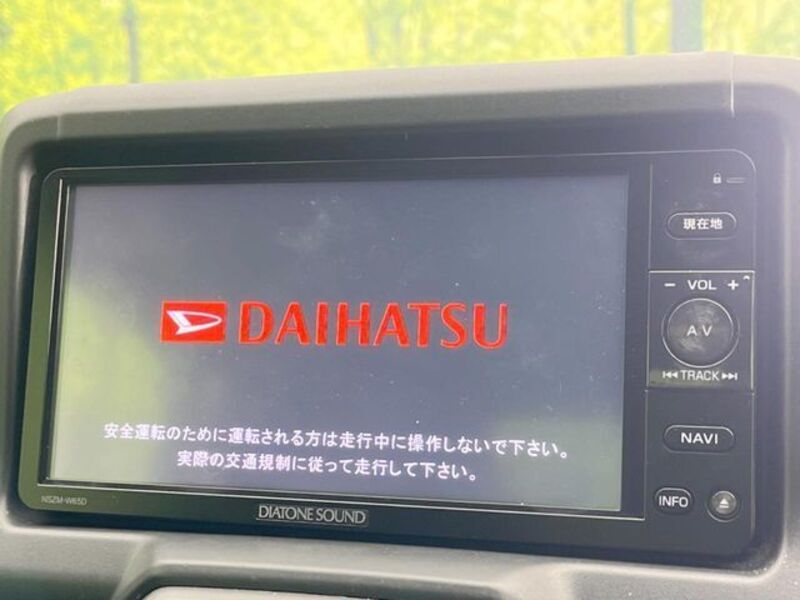 現在地
− VOL +
A V
⏮ TRACK ⏭
DAIHATSU
安全運転のために運転される方は走行中に操作しないで下さい。
実際の交通規制に従って走行して下さい。
NAVI
INFO
NSZM-W65D
DIATONE SOUND